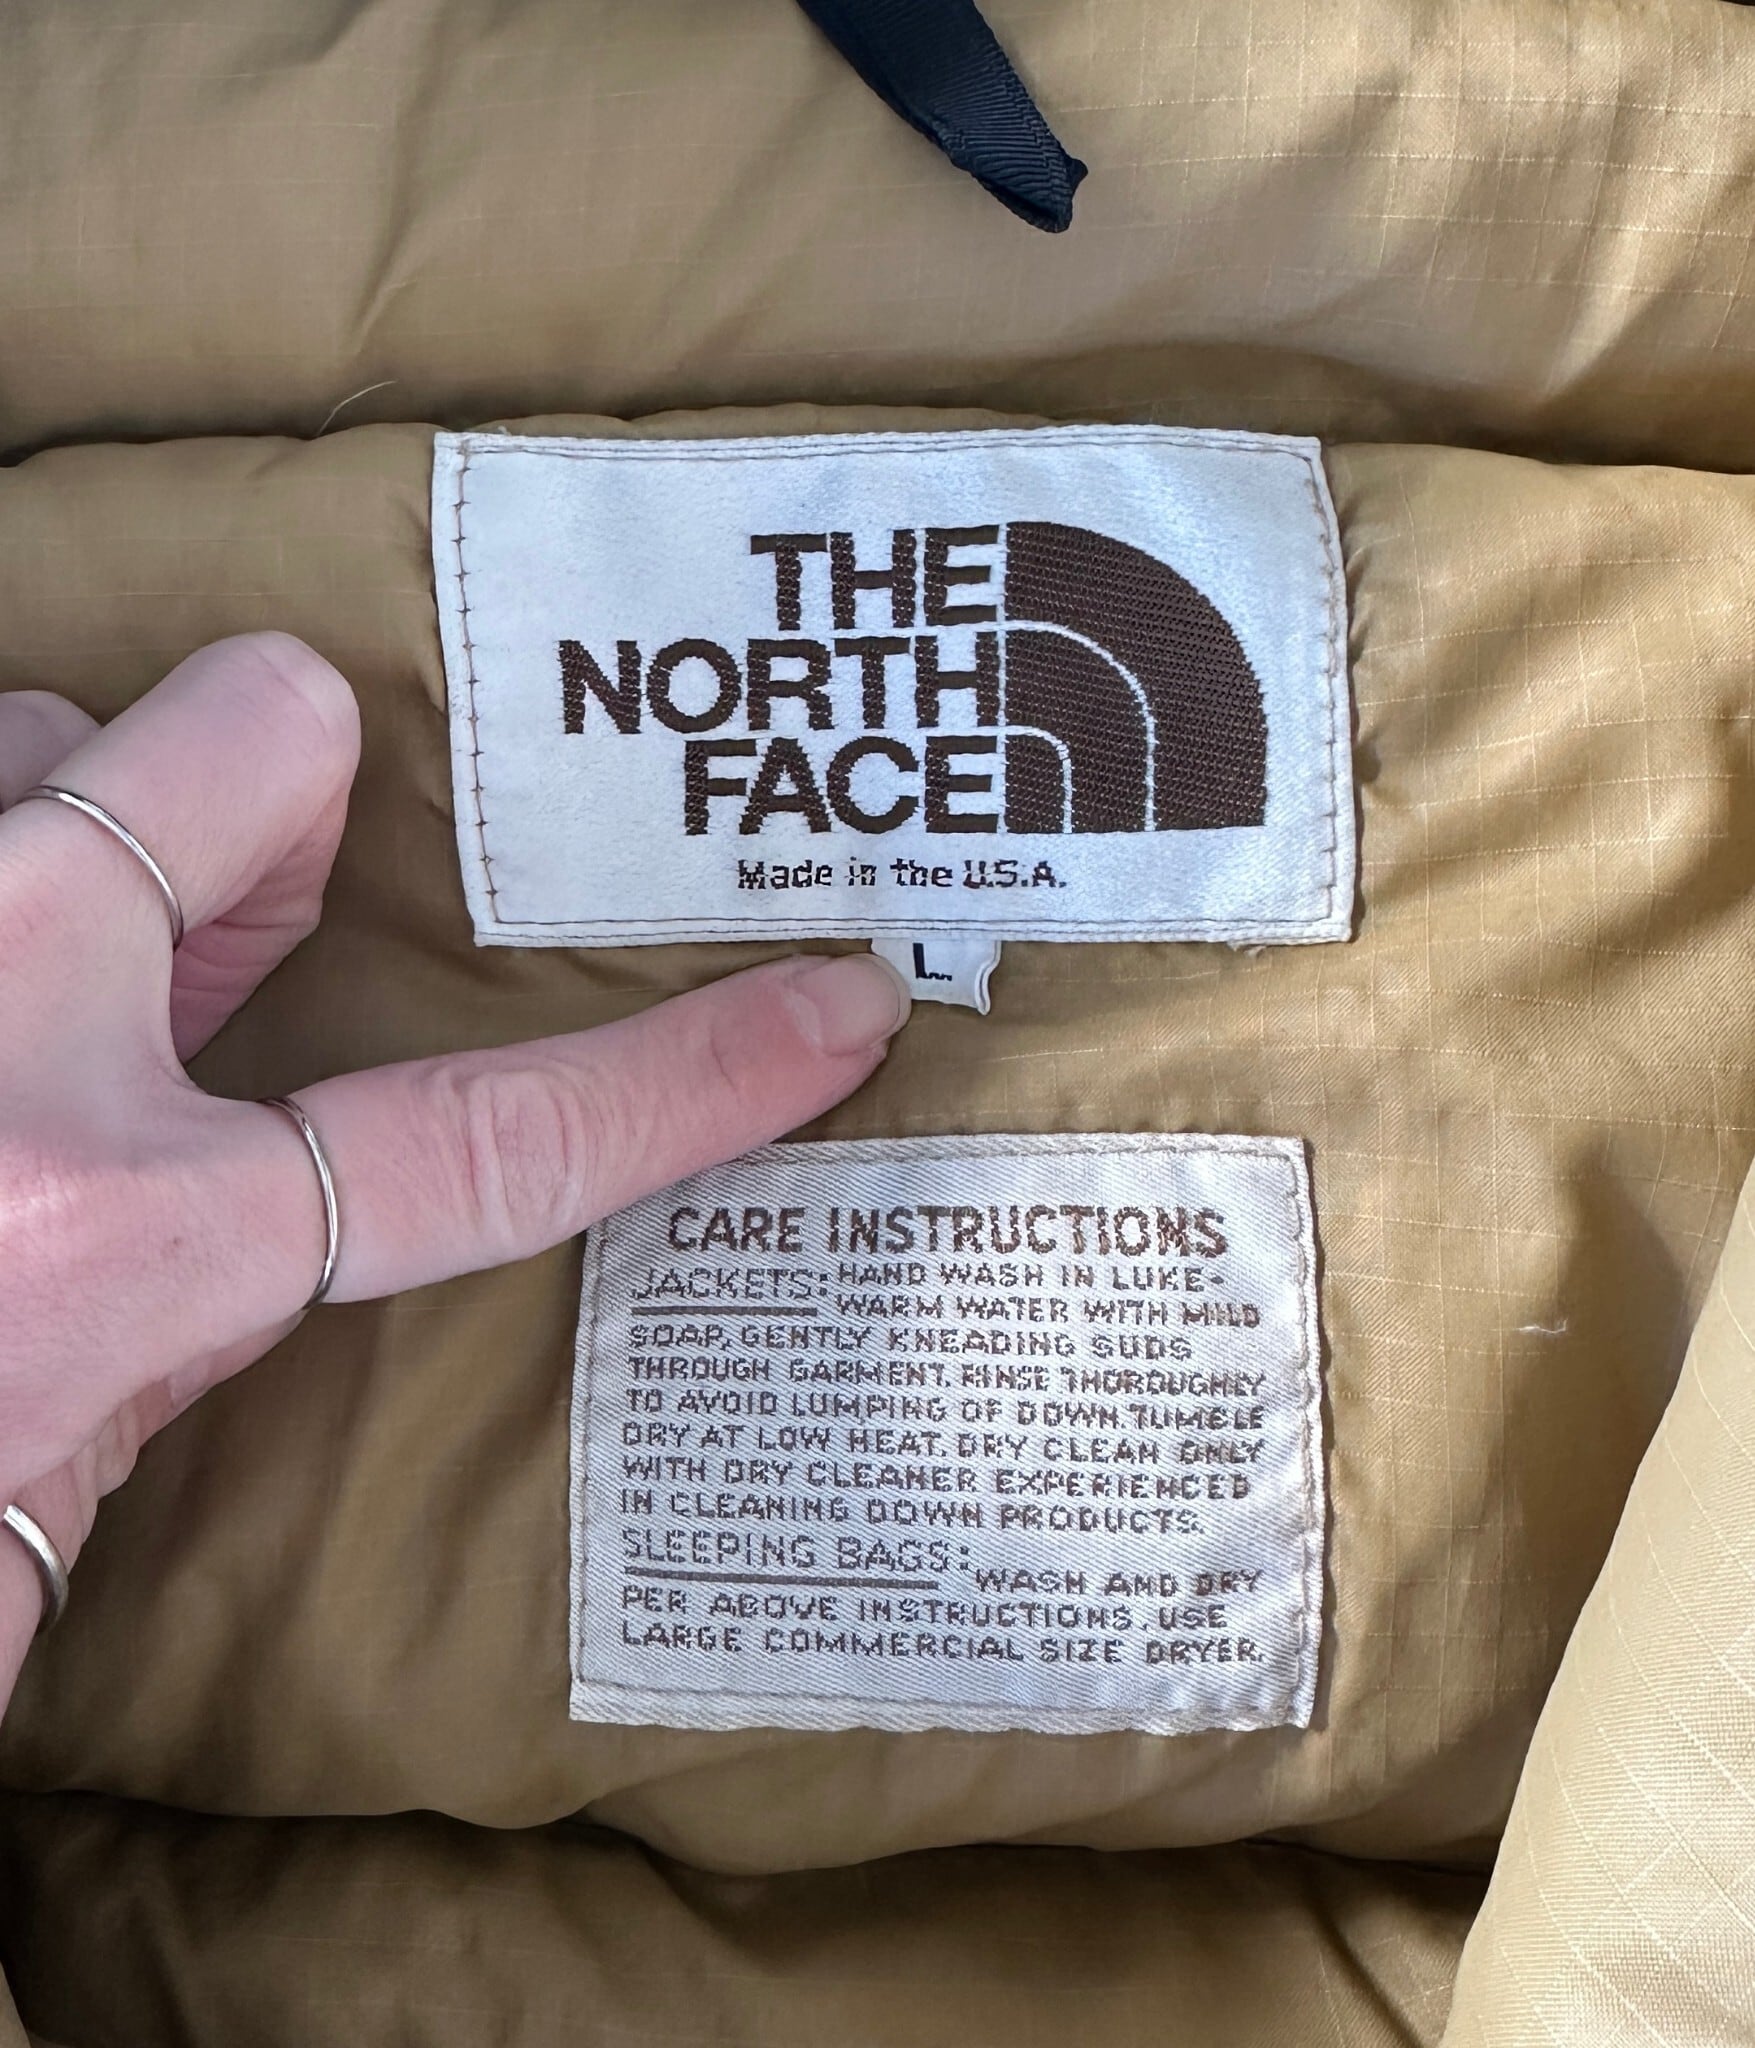 THE
NORTH
FACE
Made in the U.S.A.
L
CARE INSTRUCTIONS
JACKETS: HAND WASH IN LUKE-
WARM WATER WITH MILD
SOAP, GENTLY KNEADING SUDS
THROUGH GARMENT. RINSE THOROUGHLY
TO AVOID LUMPING OF DOWN. TUMBLE
DRY AT LOW HEAT. DRY CLEAN ONLY
WITH DRY CLEANER EXPERIENCED
IN CLEANING DOWN PRODUCTS.
SLEEPING BAGS: WASH AND DRY
PER ABOVE INSTRUCTIONS. USE
LARGE COMMERCIAL SIZE DRYER.